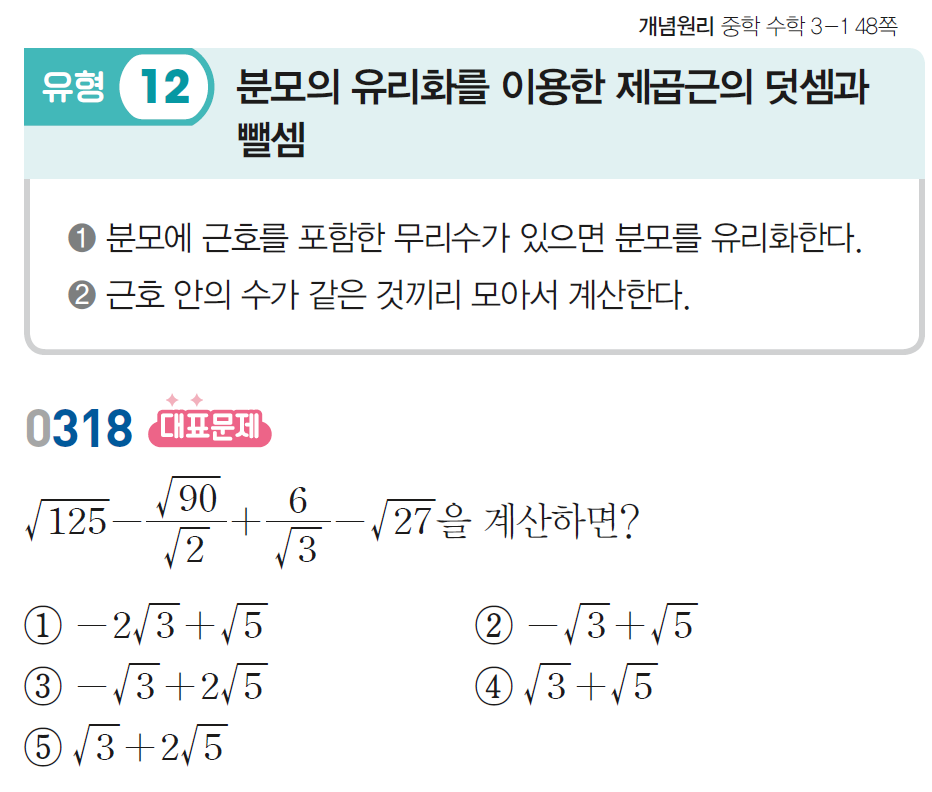 개념원리 중학 수학 3-1 48쪽
유형 12 분모의 유리화를 이용한 제곱근의 덧셈과
뺄셈
❶ 분모에 근호를 포함한 무리수가 있으면 분모를 유리화한다.
❷ 근호 안의 수가 같은 것끼리 모아서 계산한다.
0318 대표문제
√125 - √90/√2 + 6/√3 - √27을 계산하면?
① -2√3+√5 ② -√3+√5
③ -√3+2√5 ④ √3+√5
⑤ √3+2√5